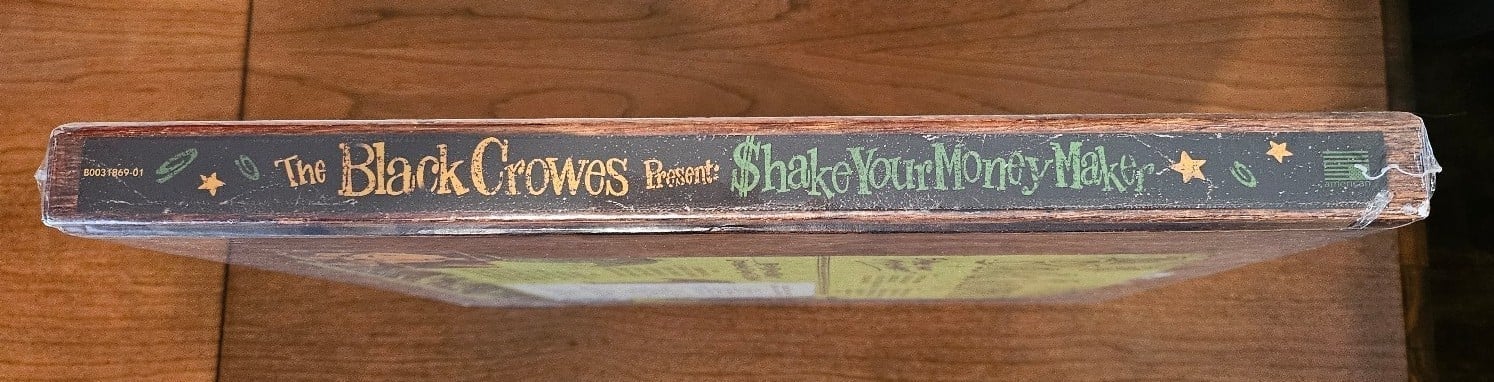 B0031869-01 The Black Crowes Present: $hake Your Money Maker american